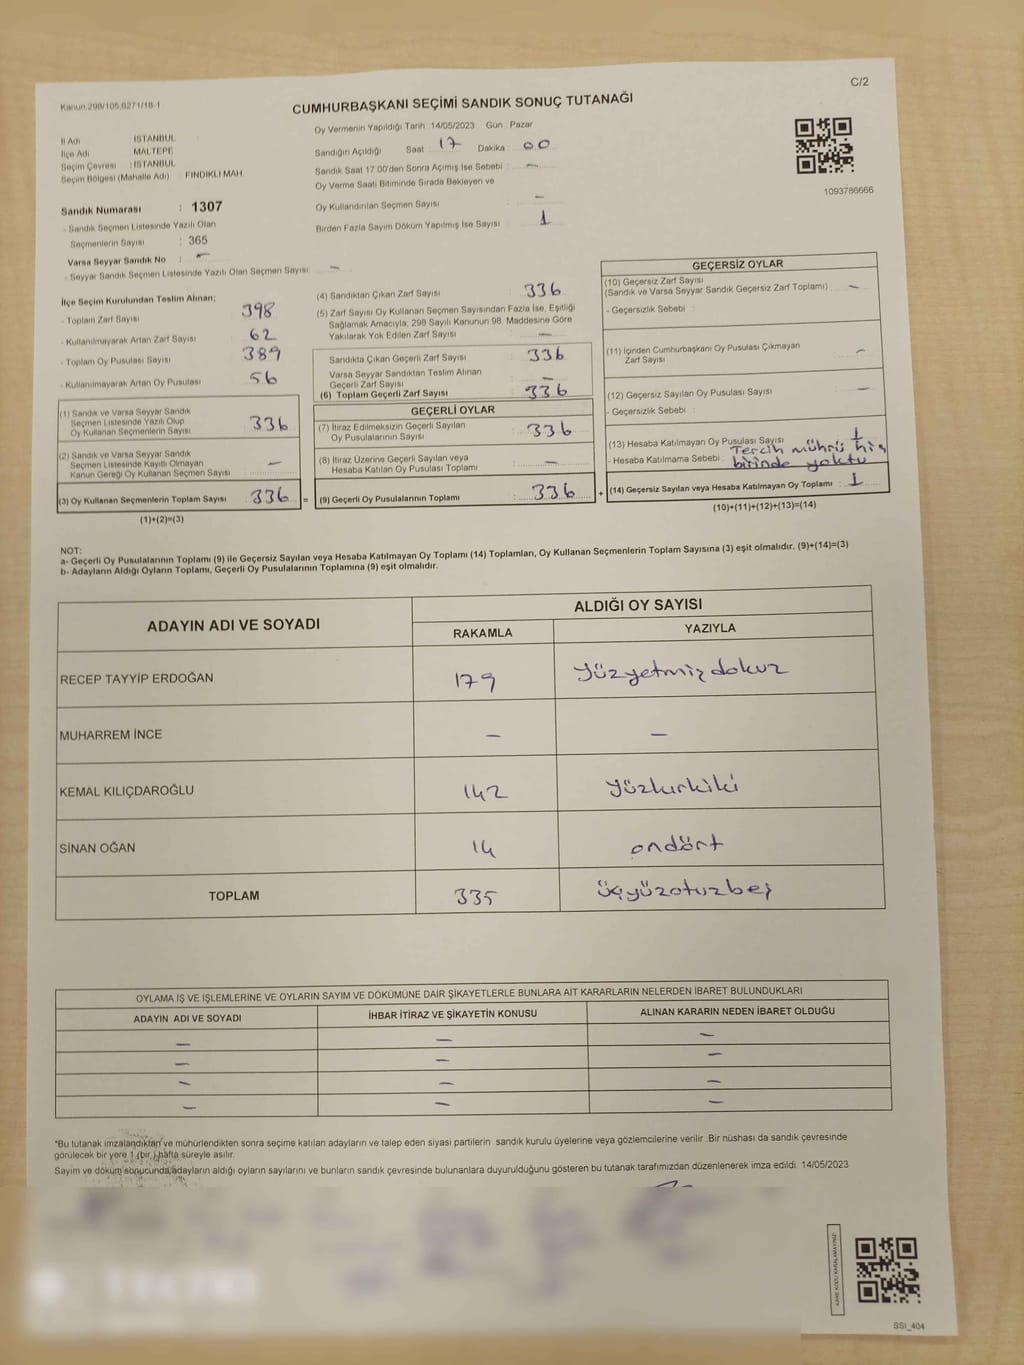 C/2
Kanun.298/105,6271/18-1
CUMHURBAŞKANI SEÇİMİ SANDIK SONUÇ TUTANAĞI
Oy Vermenin Yapıldığı Tarih :14/05/2023 Gün : Pazar
İl Adı : İSTANBUL
İlçe Adı : MALTEPE
Seçim Çevresi : İSTANBUL
Seçim Bölgesi (Mahalle Adı) : FINDIKLI MAH.
Sandık Numarası : 1307
- Sandık Seçmen Listesinde Yazılı Olan
Seçmenlerin Sayısı : 365
Varsa Seyyar Sandık No : -
- Seyyar Sandık Seçmen Listesinde Yazılı Olan Seçmen Sayısı : -
Sandığın Açıldığı Saat : 17 Dakika : 00
Sandık Saat 17:00'den Sonra Açımış İse Sebebi : -
Oy Verme Saati Bitiminde Sırada Bekleyen ve
Oy Kullandırılan Seçmen Sayısı : -
Birden Fazla Sayım Döküm Yapılmış İse Sayısı : 1
1093786666
İlçe Seçim Kurulundan Teslim Alınan;
- Toplam Zarf Sayısı : 398
- Kullanılmayarak Artan Zarf Sayısı : 62
- Toplam Oy Pusulası Sayısı : 389
- Kullanılmayarak Artan Oy Pusulası : 56
(1) Sandık ve Varsa Seyyar Sandık
Seçmen Listesinde Yazılı Olup
Oy Kullanan Seçmenlerin Sayısı : 336
(2) Sandık ve Varsa Seyyar Sandık
Seçmen Listesinde Kayıtlı Olmayan
Kanun Gereği Oy Kullanan Seçmen Sayısı : -
(3) Oy Kullanan Seçmenlerin Toplam Sayısı : 336 =
(1)+(2)=(3)
(4) Sandıktan Çıkan Zarf Sayısı : 336
(5) Zarf Sayısı Oy Kullanan Seçmen Sayısından Fazla İse, Eşitliği
Sağlamak Amacıyla, 298 Sayılı Kanunun 98. Maddesine Göre
Yakılarak Yok Edilen Zarf Sayısı : -
Sandıkta Çıkan Geçerli Zarf Sayısı : 336
Varsa Seyyar Sandıktan Teslim Alınan
Geçerli Zarf Sayısı : -
(6) Toplam Geçerli Zarf Sayısı : 336
GEÇERLİ OYLAR
(7) İtiraz Edilmeksizin Geçerli Sayılan
Oy Pusulalarının Sayısı : 336
(8) İtiraz Üzerine Geçerli Sayılan veya
Hesaba Katılan Oy Pusulası Toplamı : -
(9) Geçerli Oy Pusulalarının Toplamı : 336 +
GEÇERSİZ OYLAR
(10) Geçersiz Zarf Sayısı
(Sandık ve Varsa Seyyar Sandık Geçersiz Zarf Toplamı) : -
- Geçersizlik Sebebi :
(11) İçinden Cumhurbaşkanı Oy Pusulası Çıkmayan
Zarf Sayısı : -
(12) Geçersiz Sayılan Oy Pusulası Sayısı : -
- Geçersizlik Sebebi :
(13) Hesaba Katılmayan Oy Pusulası Sayısı : 1
- Hesaba Katılmama Sebebi : Tercih mührü hiç
birinde yoktu
(14) Geçersiz Sayılan veya Hesaba Katılmayan Oy Toplamı : 1
(10)+(11)+(12)+(13)=(14)
NOT:
a- Geçerli Oy Pusulalarının Toplamı (9) ile Geçersiz Sayılan veya Hesaba Katılmayan Oy Toplamı (14) Toplamları, Oy Kullanan Seçmenlerin Toplam Sayısına (3) eşit olmalıdır. (9)+(14)=(3)
b- Adayların Aldığı Oyların Toplamı, Geçerli Oy Pusulalarının Toplamına (9) eşit olmalıdır.
ADAYIN ADI VE SOYADI
ALDIĞI OY SAYISI
RAKAMLA YAZIYLA
RECEP TAYYİP ERDOĞAN 179 yüzyetmişdokuz
MUHARREM İNCE - -
KEMAL KILIÇDAROĞLU 142 yüzkırkiki
SİNAN OĞAN 14 ondört
TOPLAM 335 üçyüzotuzbeş
OYLAMA İŞ VE İŞLEMLERİNE VE OYLARIN SAYIM VE DÖKÜMÜNE DAİR ŞİKAYETLERLE BUNLARA AİT KARARLARIN NELERDEN İBARET BULUNDUKLARI
ADAYIN ADI VE SOYADI İHBAR İTİRAZ VE ŞİKAYETİN KONUSU ALINAN KARARIN NEDEN İBARET OLDUĞU
- - -
- - -
- - -
- - -
*Bu tutanak imzalandıktan ve mühürlendikten sonra seçime katılan adayların ve talep eden siyasi partilerin sandık kurulu üyelerine veya gözlemcilerine verilir .Bir nüshası da sandık çevresinde
görülecek bir yere 1 (bir ) hafta süreyle asılır.
Sayım ve döküm sonucunda,adayların aldığı oyların sayılarını ve bunların sandık çevresinde bulunanlara duyurulduğunu gösteren bu tutanak tarafımızdan düzenlenerek imza edildi. 14/05/2023
KARE KODU KARALAMAYINIZ!
SSI_404